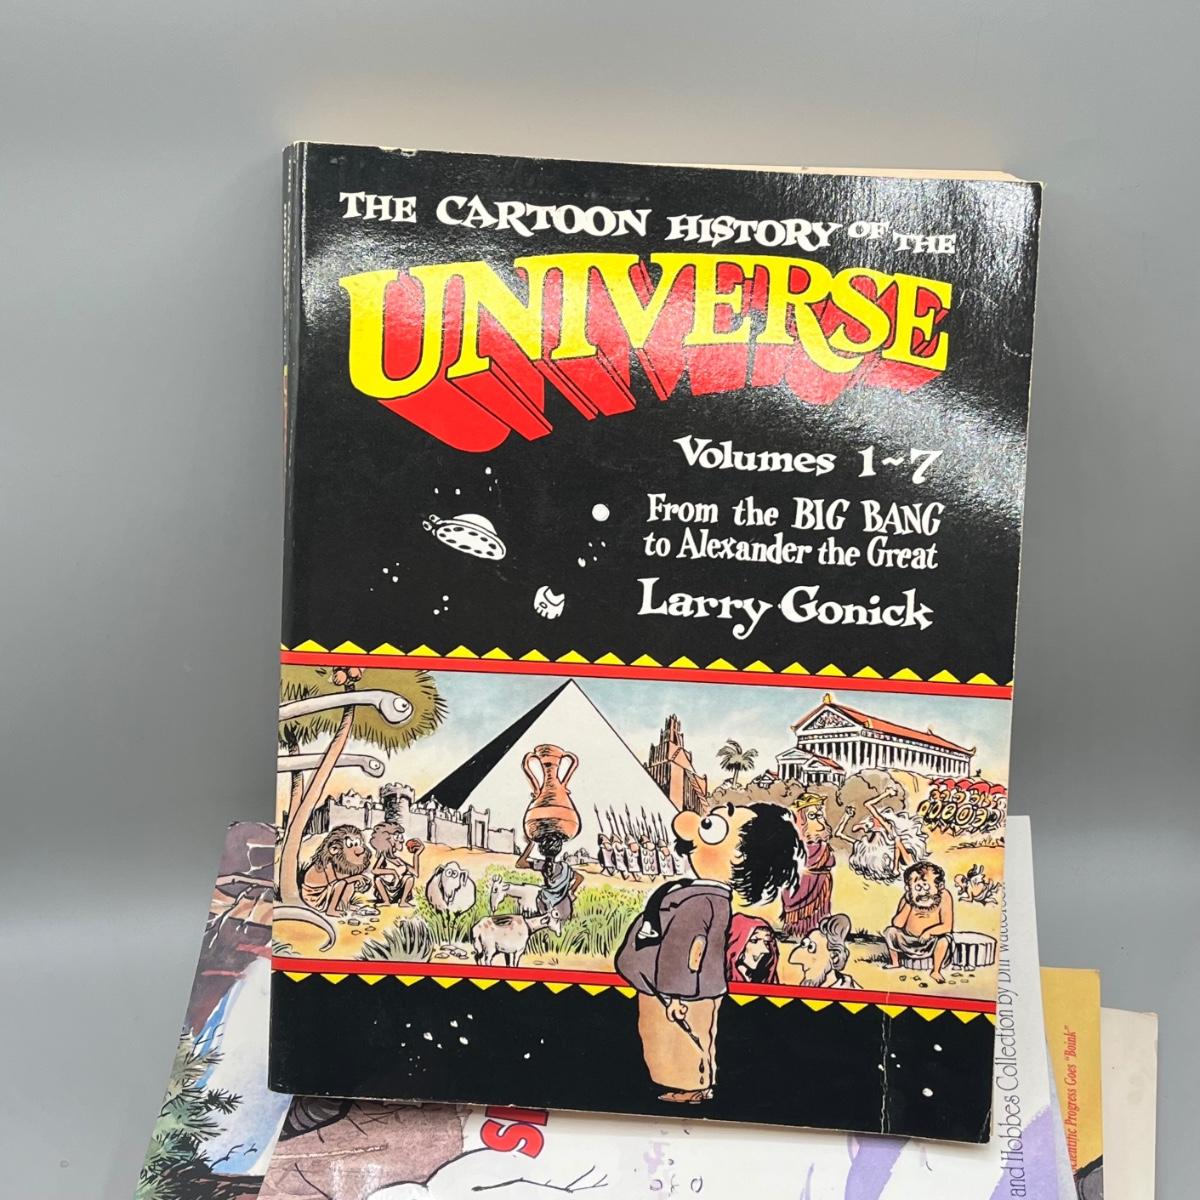 THE CARTOON HISTORY OF THE
UNIVERSE
Volumes 1~7
From the BIG BANG
to Alexander the Great
Larry Gonick
and Hobbes Collection by Bill
Scientific Progress Goes "Boink"